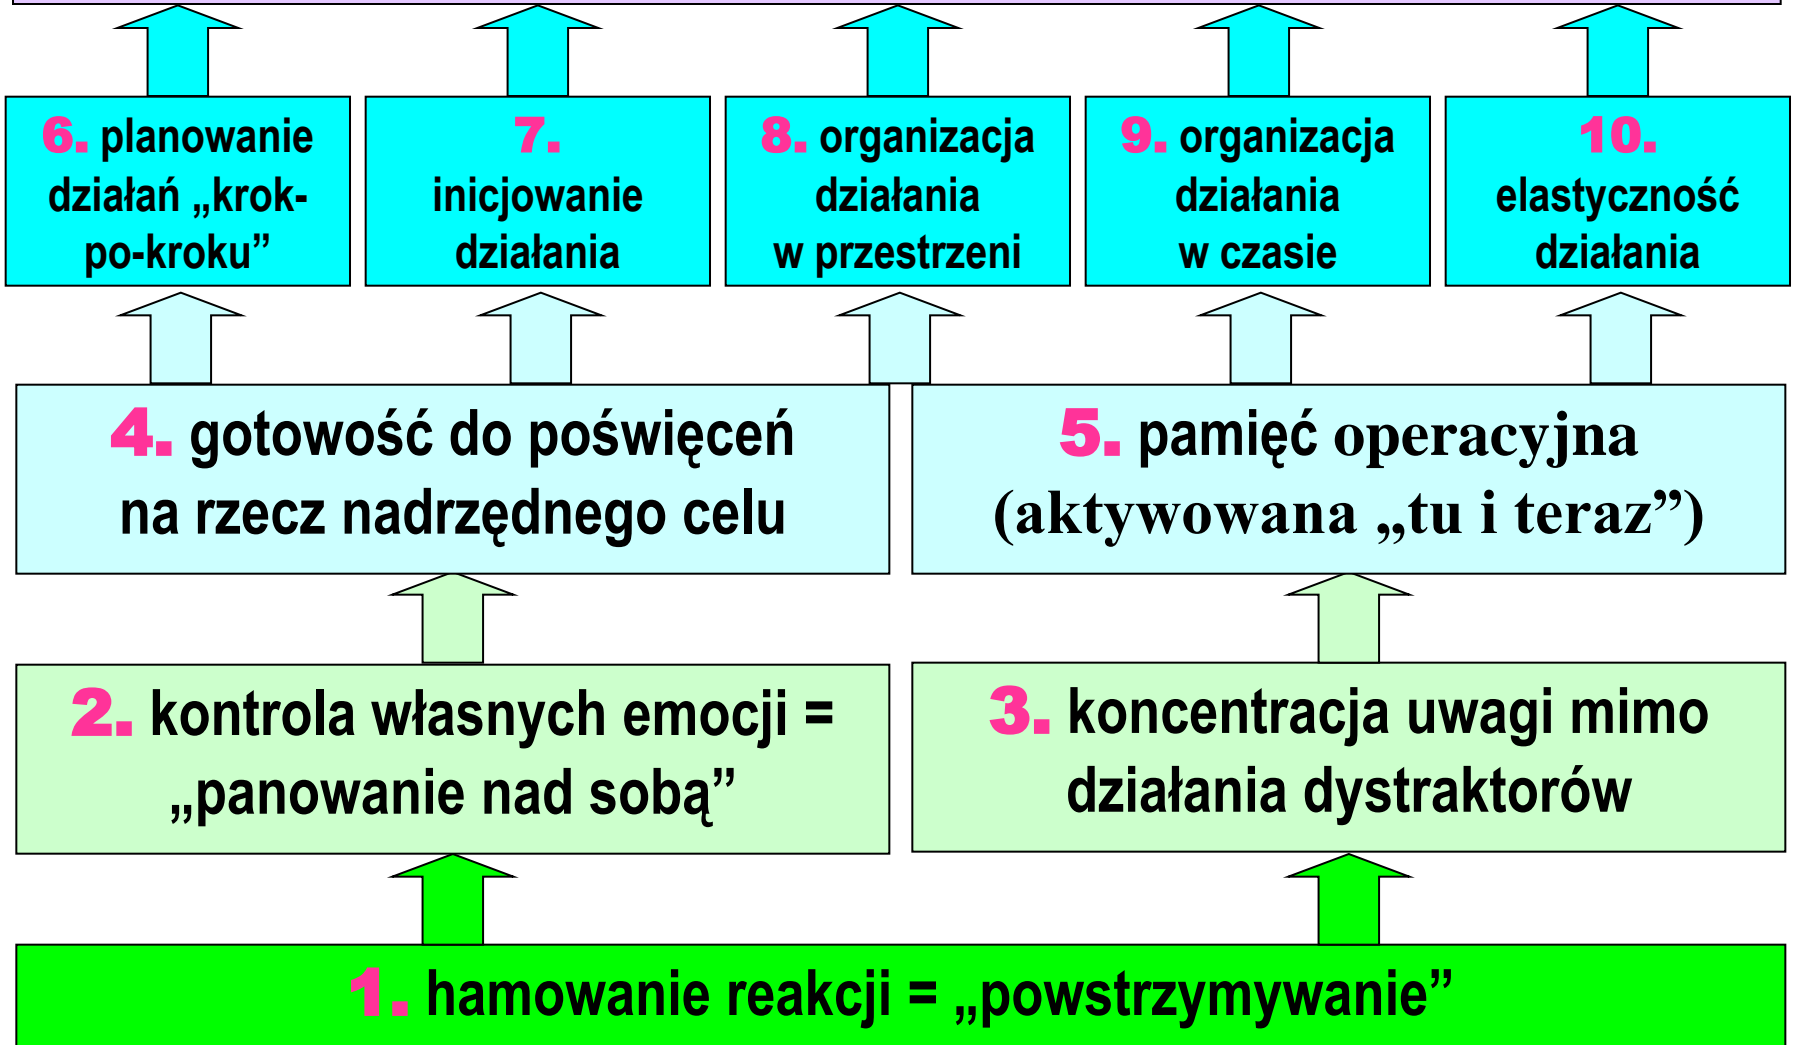 6. planowanie
działań „krok-
po-kroku”
7.
inicjowanie
działania
8. organizacja
działania
w przestrzeni
9. organizacja
działania
w czasie
10.
elastyczność
działania
4. gotowość do poświęceń
na rzecz nadrzędnego celu
5. pamięć operacyjna
(aktywowana „tu i teraz”)
2. kontrola własnych emocji =
„panowanie nad sobą”
3. koncentracja uwagi mimo
działania dystraktorów
1. hamowanie reakcji = „powstrzymywanie”